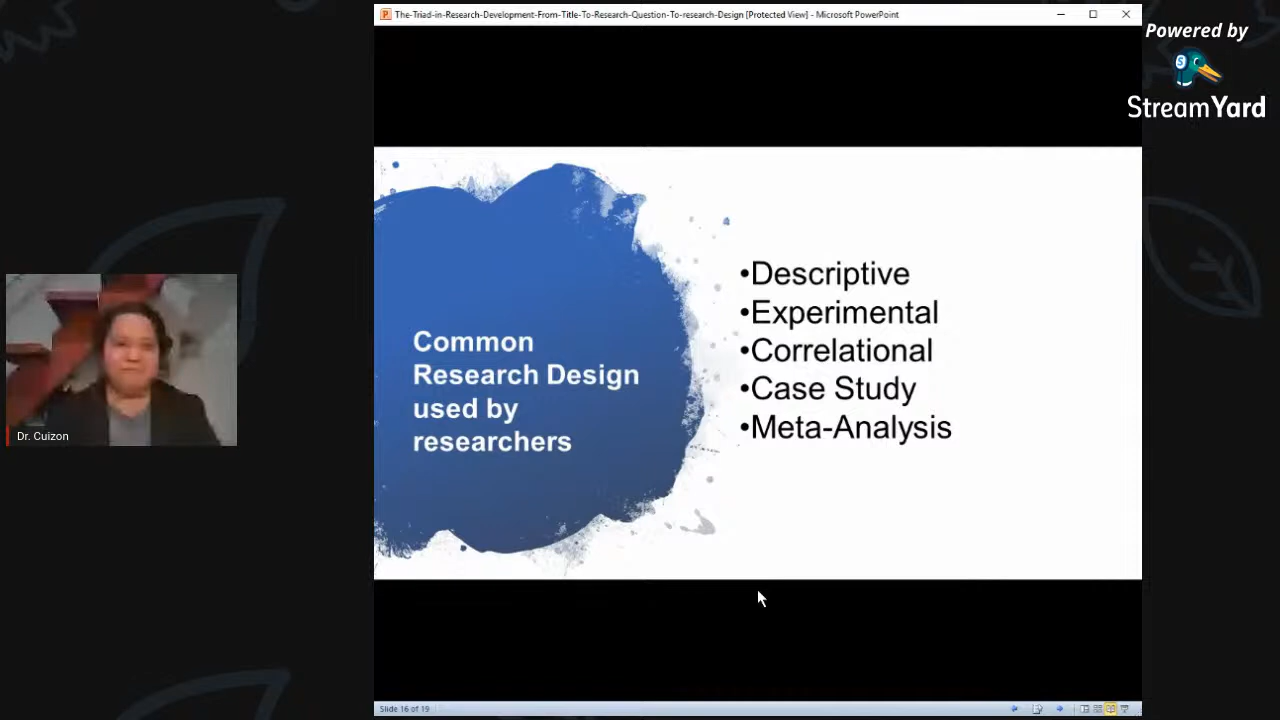 The-Triad-in-Research-Development-From-Title-To-Research-Question-To-research-Design [Protected View] - Microsoft PowerPoint
Powered by
StreamYard
Common
Research Design
used by
researchers
•Descriptive
•Experimental
•Correlational
•Case Study
•Meta-Analysis
Dr. Cuizon
Slide 16 of 19